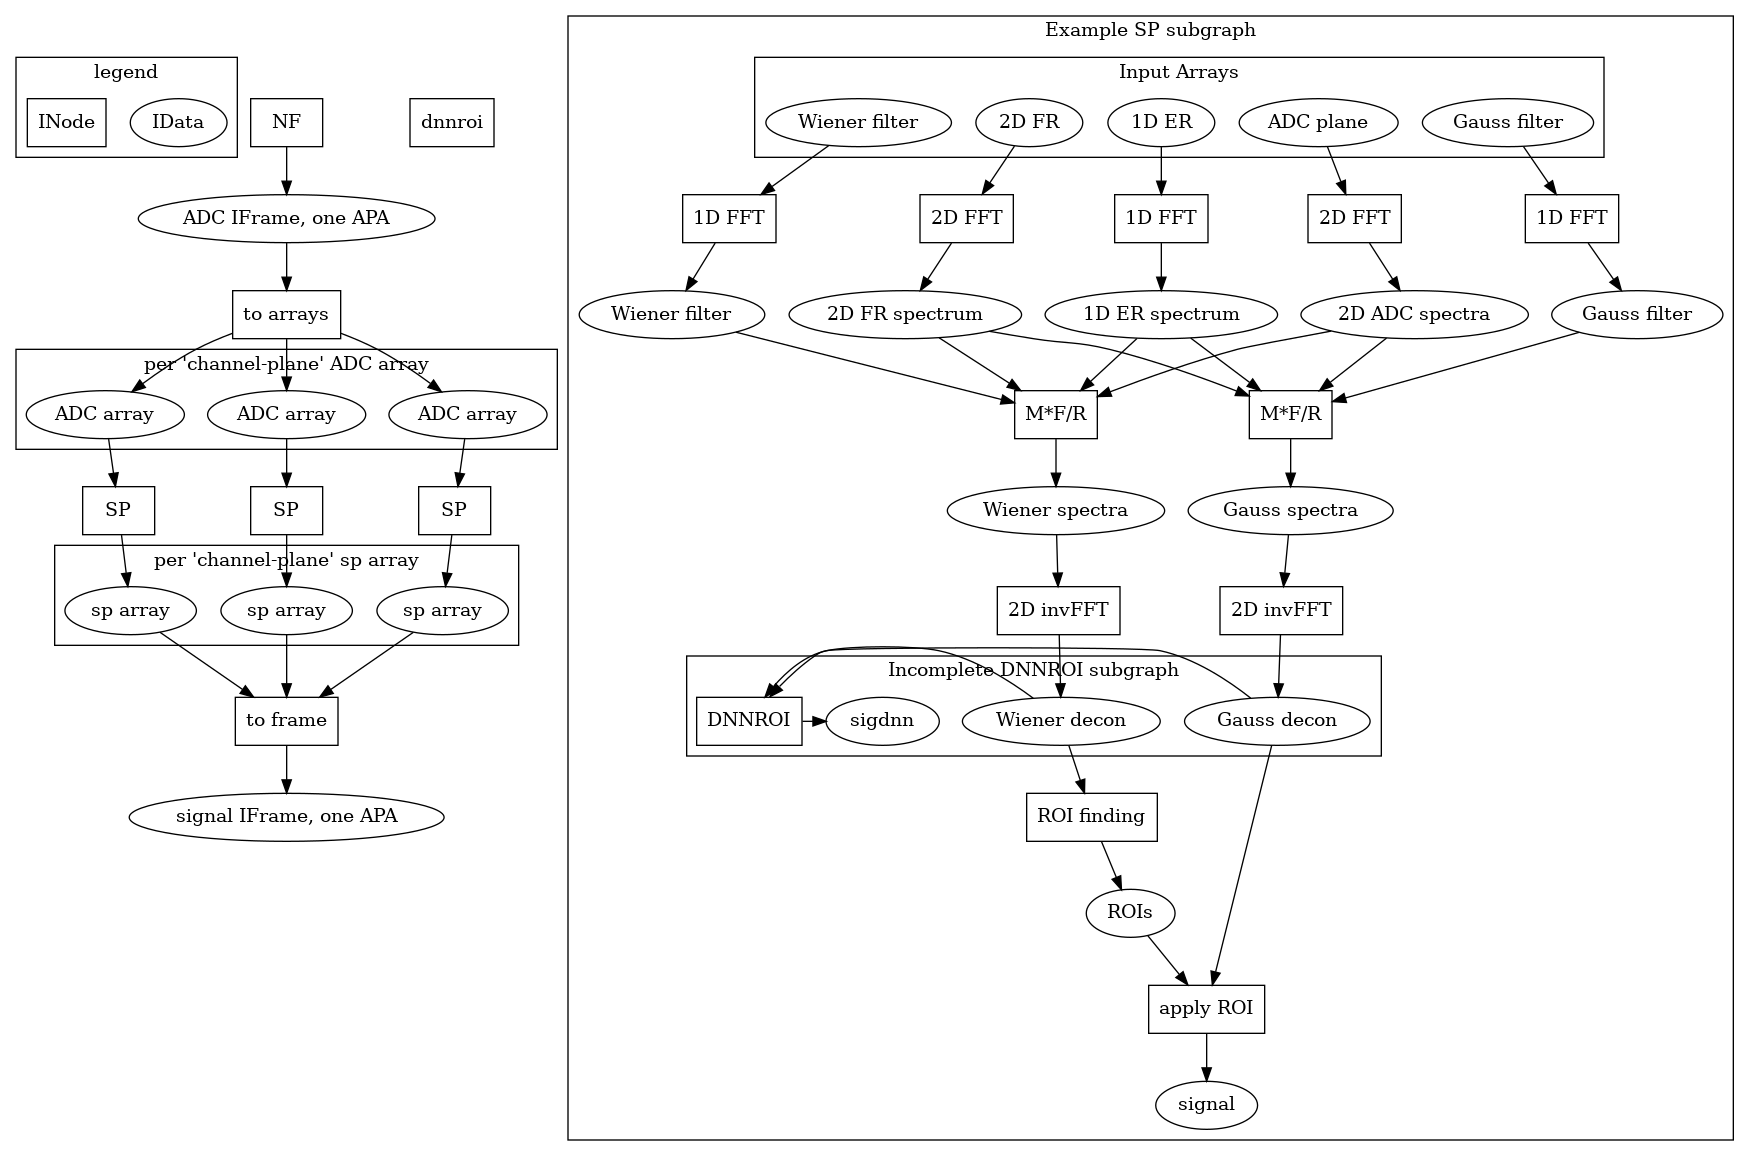 legend
INode
IData
NF
dnnroi
ADC IFrame, one APA
to arrays
per 'channel-plane' ADC array
ADC array
ADC array
ADC array
SP
SP
SP
per 'channel-plane' sp array
sp array
sp array
sp array
to frame
signal IFrame, one APA
Example SP subgraph
Input Arrays
Wiener filter
2D FR
1D ER
ADC plane
Gauss filter
1D FFT
2D FFT
1D FFT
2D FFT
1D FFT
Wiener filter
2D FR spectrum
1D ER spectrum
2D ADC spectra
Gauss filter
M*F/R
M*F/R
Wiener spectra
Gauss spectra
2D invFFT
2D invFFT
Incomplete DNNROI subgraph
DNNROI
sigdnn
Wiener decon
Gauss decon
ROI finding
ROIs
apply ROI
signal